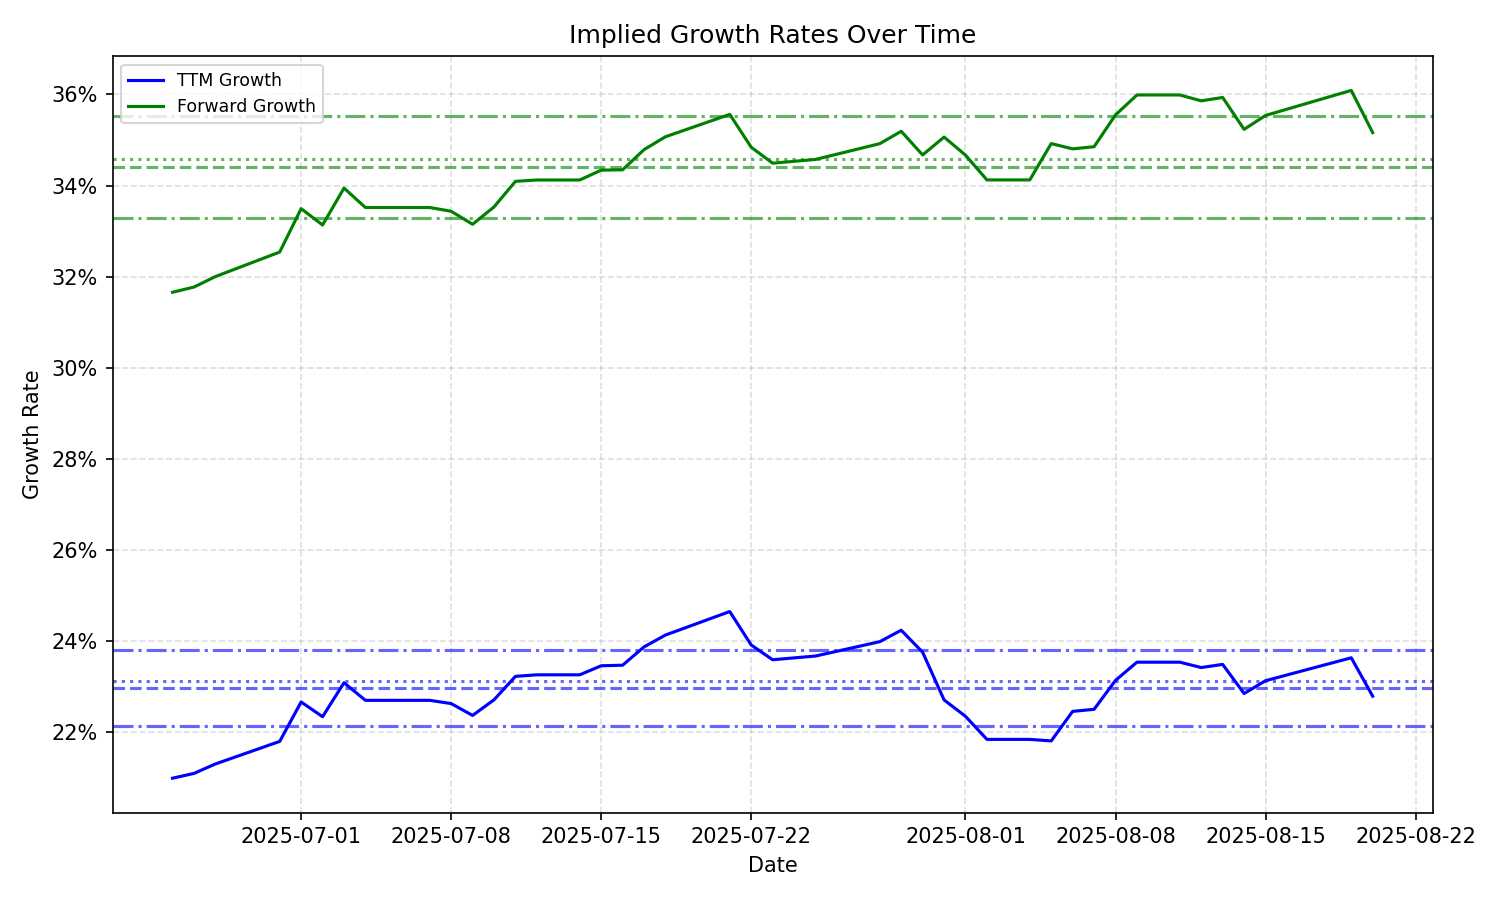 Implied Growth Rates Over Time
TTM Growth
Forward Growth
36%
34%
32%
30%
28%
26%
24%
22%
Growth Rate
2025-07-01 2025-07-08 2025-07-15 2025-07-22 2025-08-01 2025-08-08 2025-08-15 2025-08-22
Date